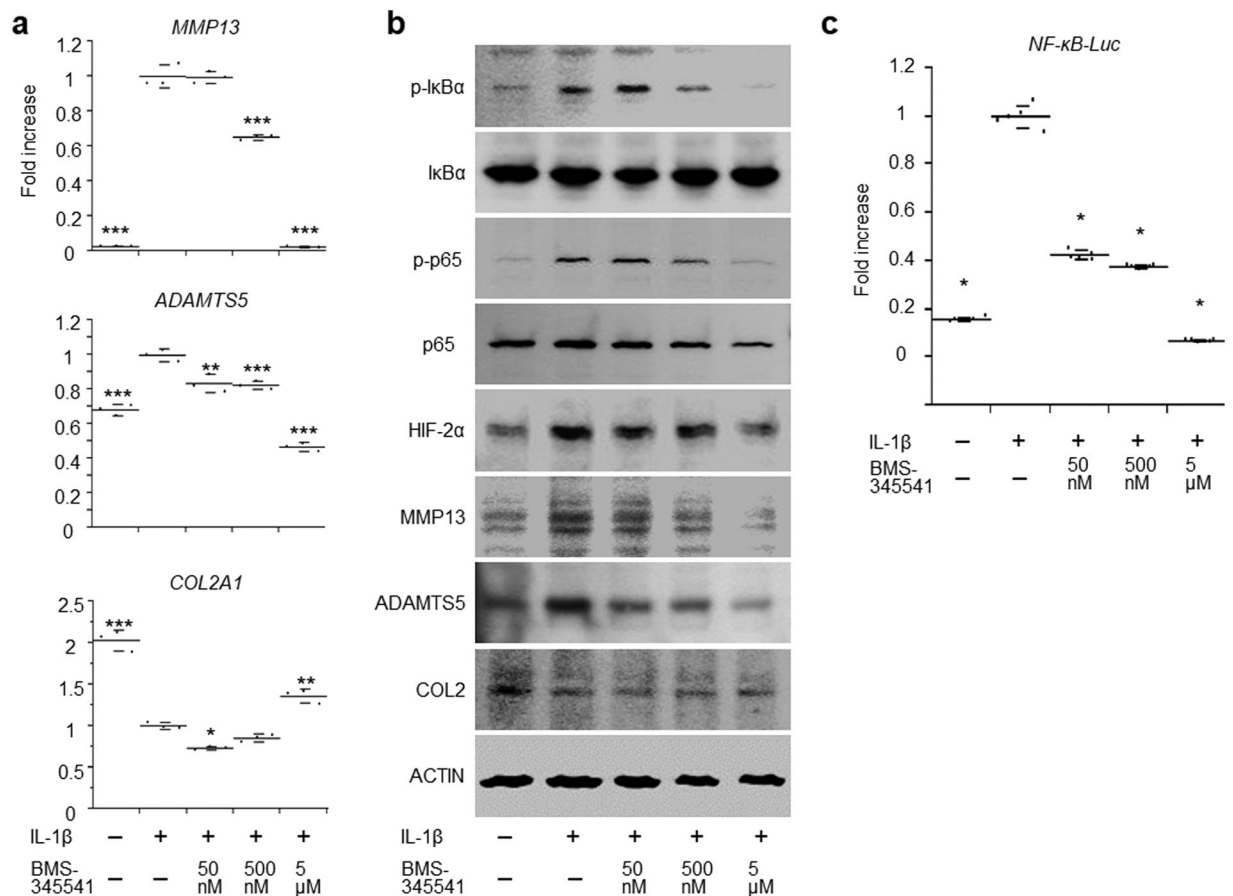 a
MMP13
Fold increase
1.2
1
0.8
0.6
0.4
0.2
0
***
***
***
ADAMTS5
1.2
1
0.8
0.6
0.4
0.2
0
***
**
***
***
COL2A1
2.5
2
1.5
1
0.5
0
***
*
**
IL-1β – + + + +
BMS-
345541 – – 50 nM 500 nM 5 µM
b
p-IκBα
IκBα
p-p65
p65
HIF-2α
MMP13
ADAMTS5
COL2
ACTIN
IL-1β – + + + +
BMS-
345541 – – 50 nM 500 nM 5 µM
c
NF-κB-Luc
Fold increase
1.2
1
0.8
0.6
0.4
0.2
0
*
*
*
*
IL-1β – + + + +
BMS-
345541 – – 50 nM 500 nM 5 µM